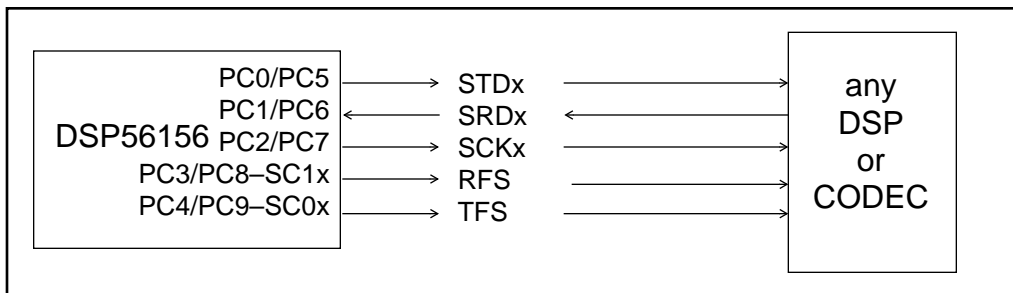 DSP56156
PC0/PC5
PC1/PC6
PC2/PC7
PC3/PC8–SC1x
PC4/PC9–SC0x
STDx
SRDx
SCKx
RFS
TFS
any
DSP
or
CODEC